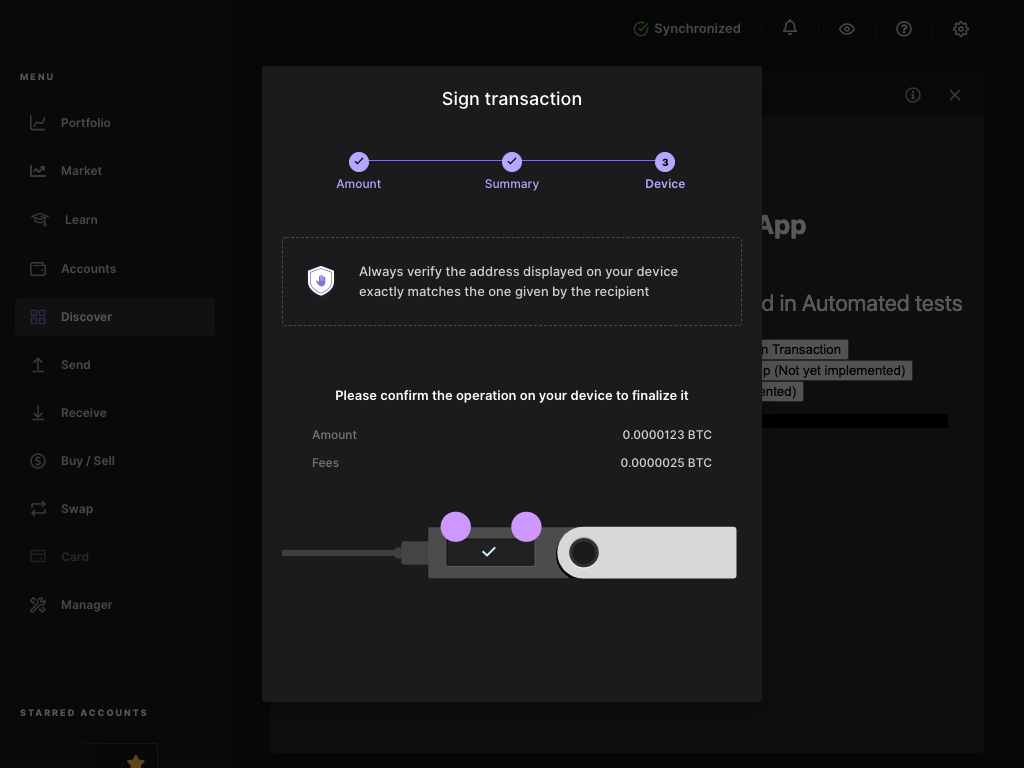 Synchronized
MENU
Portfolio
Market
Learn
Accounts
Discover
Send
Receive
Buy / Sell
Swap
Card
Manager
STARRED ACCOUNTS
Sign transaction
3
Amount
Summary
Device
Always verify the address displayed on your device
exactly matches the one given by the recipient
Please confirm the operation on your device to finalize it
Amount
0.0000123 BTC
Fees
0.0000025 BTC
App
in Automated tests
Transaction
(Not yet implemented)